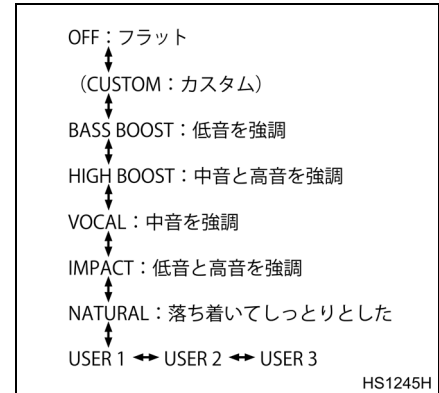 OFF：フラット
（CUSTOM：カスタム）
BASS BOOST：低音を強調
HIGH BOOST：中音と高音を強調
VOCAL：中音を強調
IMPACT：低音と高音を強調
NATURAL：落ち着いてしっとりとした
USER 1 ↔ USER 2 ↔ USER 3
HS1245H